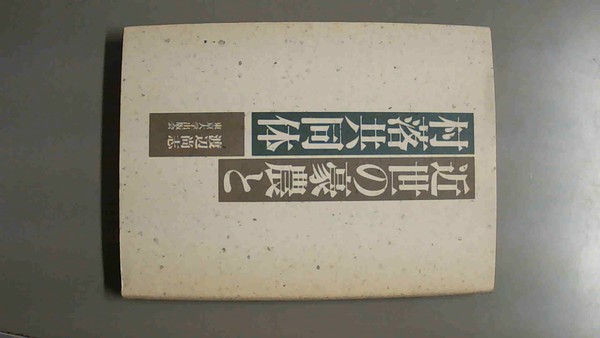 近世の豪農と
村落共同体
渡辺尚志
東京大学出版会